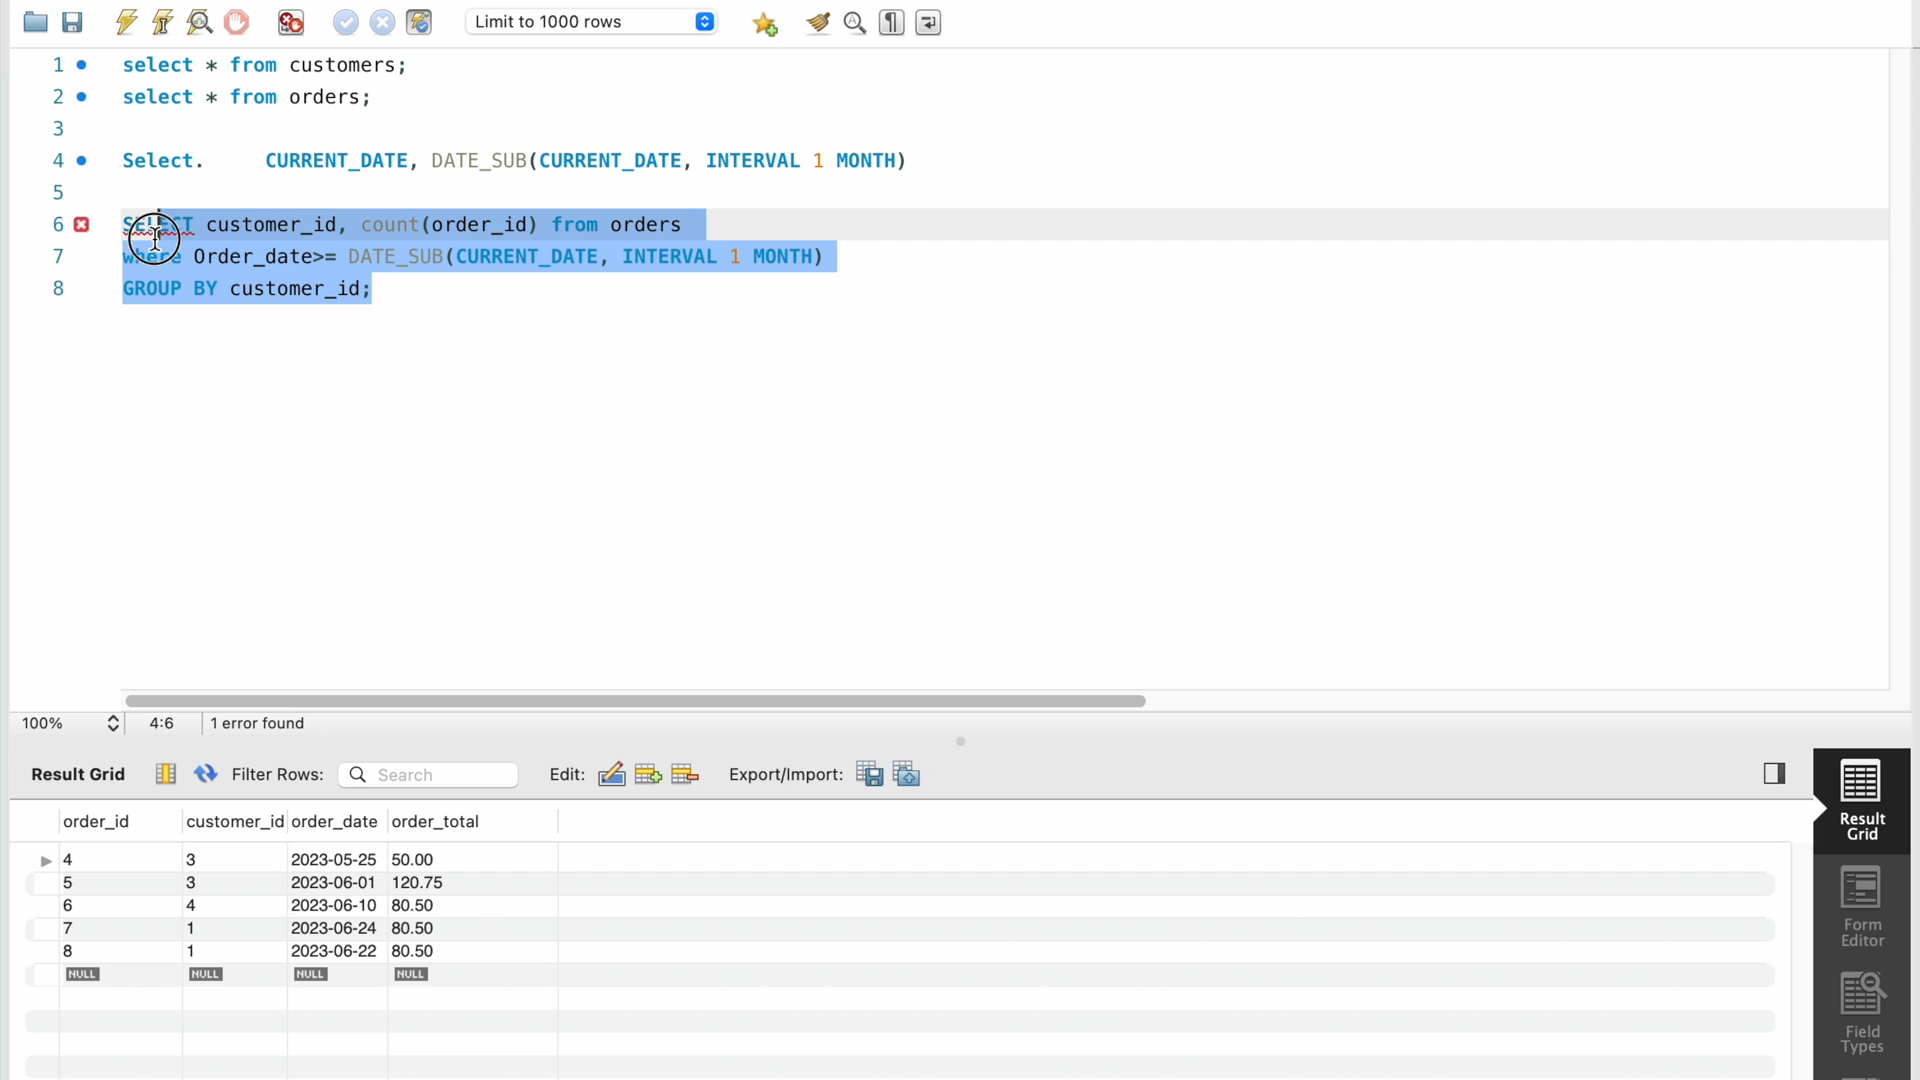 Limit to 1000 rows
1 select * from customers;
2 select * from orders;
3
4 Select.     CURRENT_DATE, DATE_SUB(CURRENT_DATE, INTERVAL 1 MONTH)
5
6 SELECT customer_id, count(order_id) from orders
7 where Order_date>= DATE_SUB(CURRENT_DATE, INTERVAL 1 MONTH)
8 GROUP BY customer_id;
100% 4:6 1 error found
Result Grid Filter Rows: Search Edit: Export/Import:
order_id customer_id order_date order_total
4 3 2023-05-25 50.00
5 3 2023-06-01 120.75
6 4 2023-06-10 80.50
7 1 2023-06-24 80.50
8 1 2023-06-22 80.50
NULL NULL NULL NULL
Result
Grid
Form
Editor
Field
Types